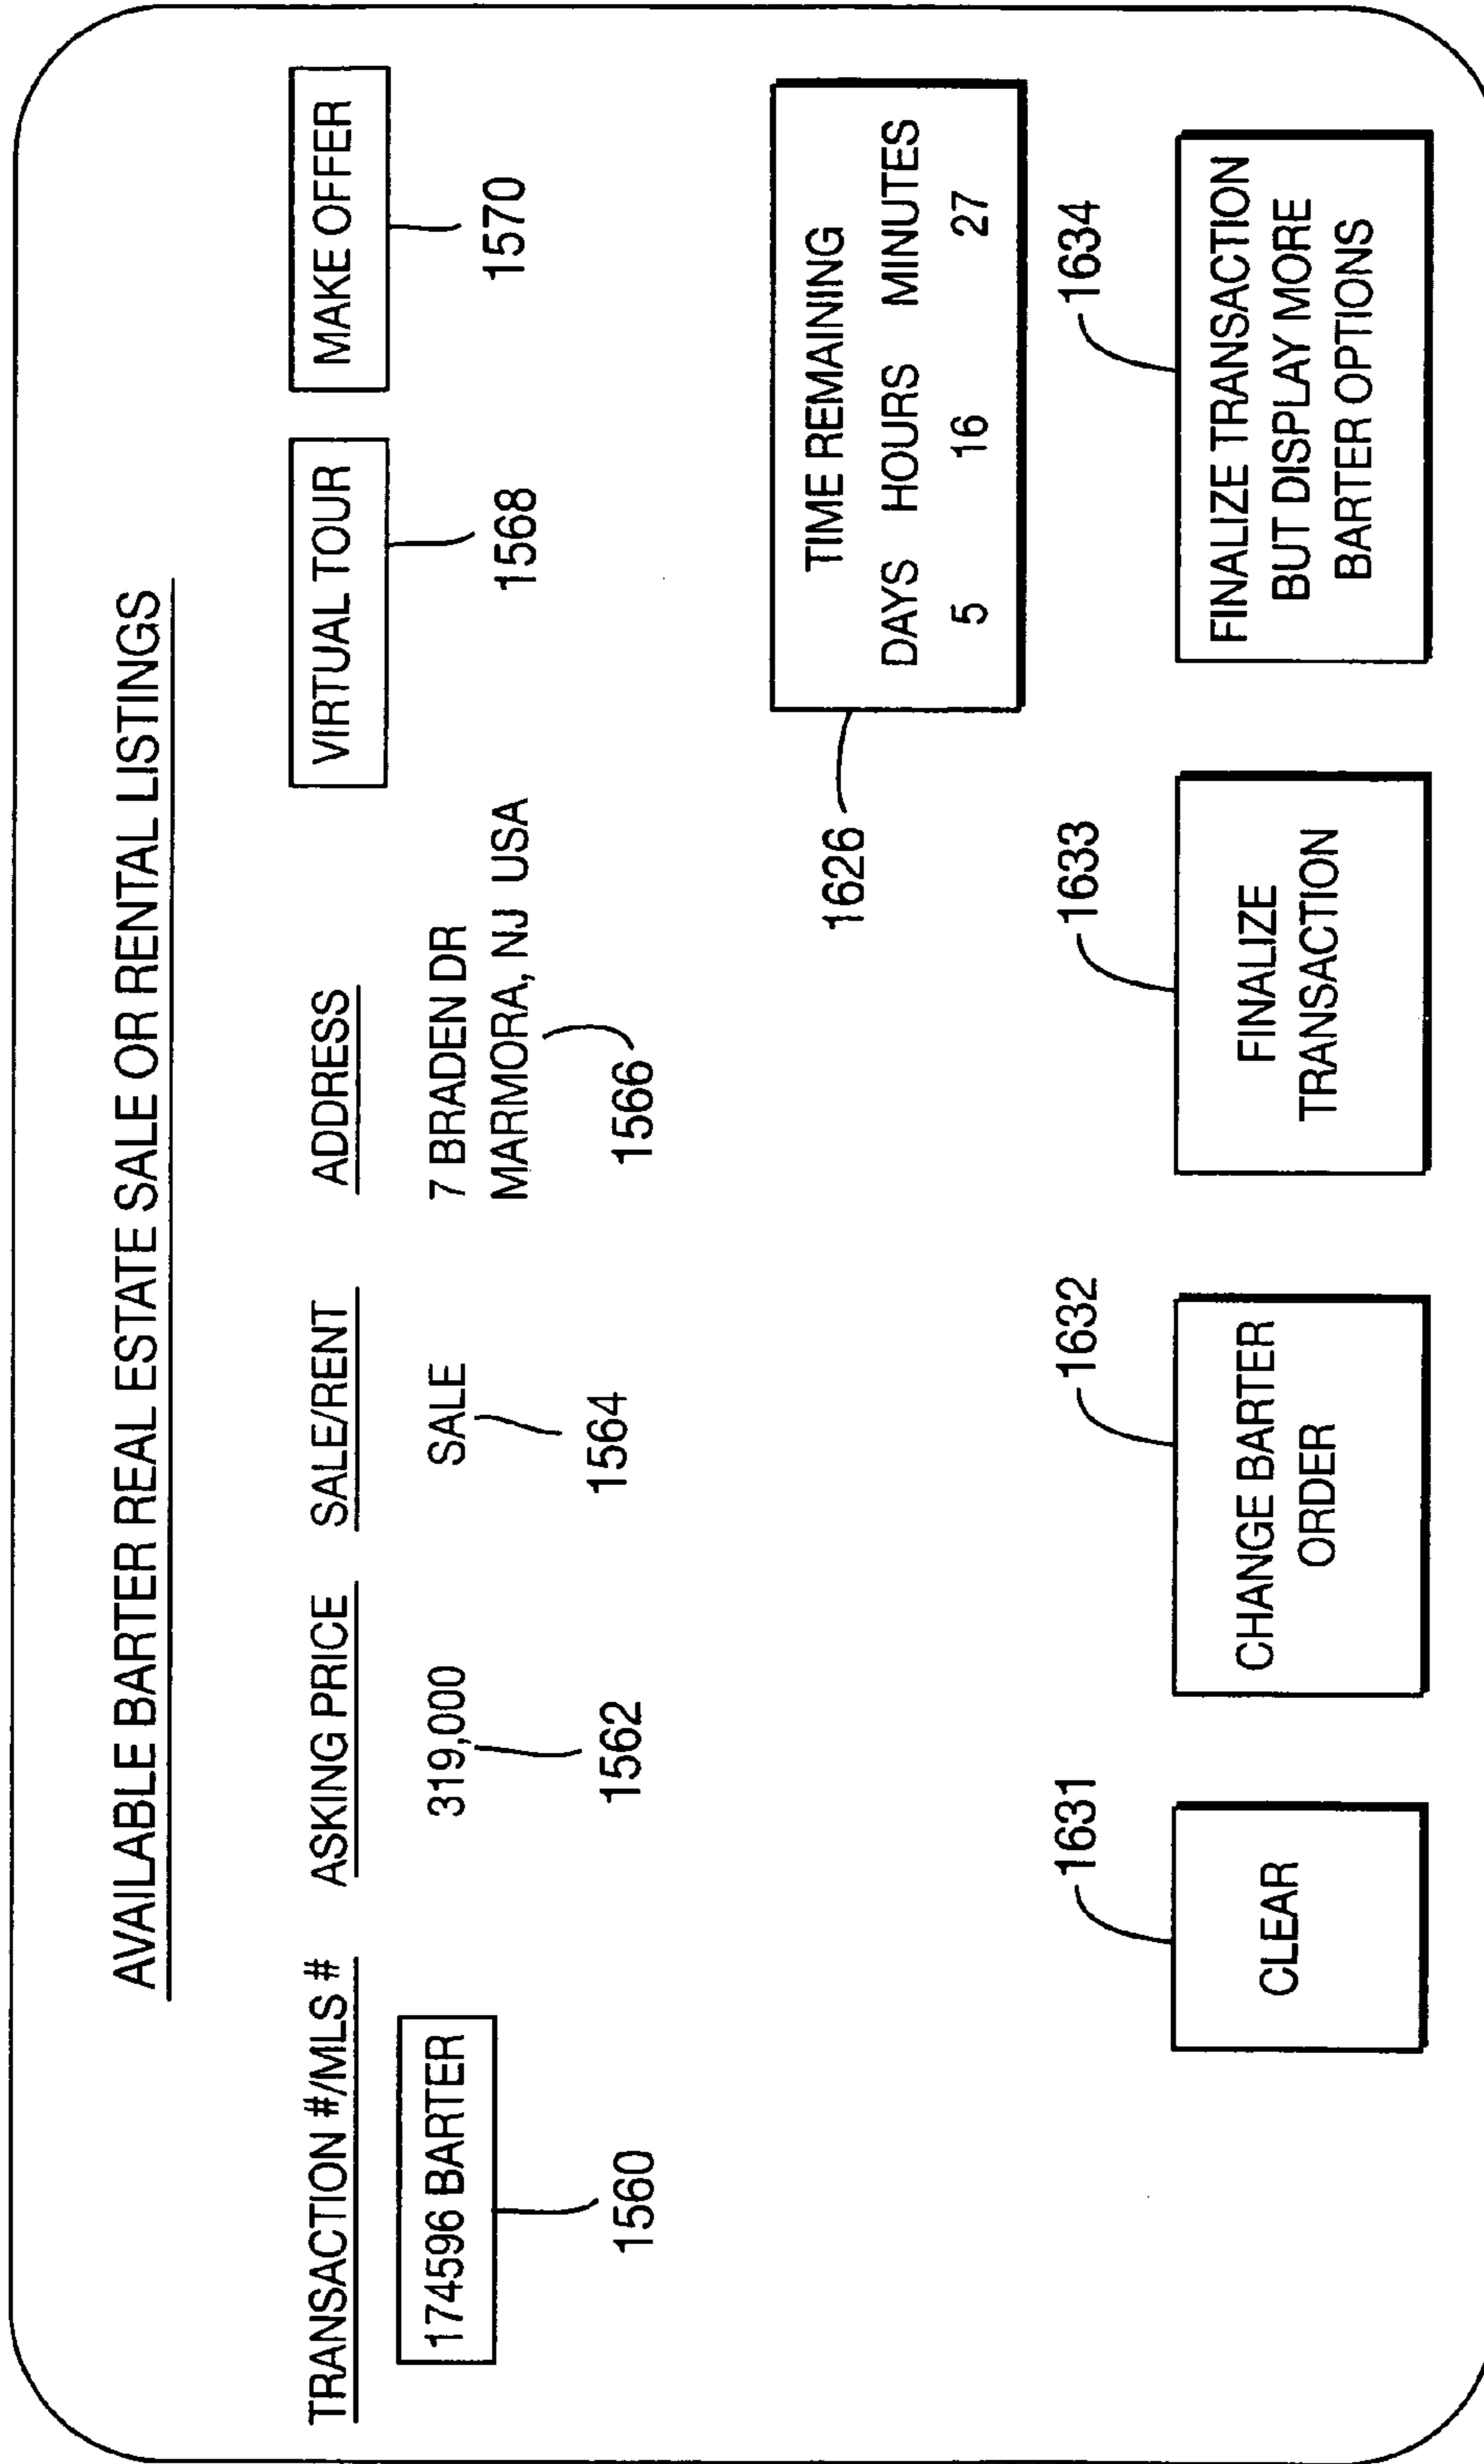 AVAILABLE BARTER REAL ESTATE SALE OR RENTAL LISTINGS
TRANSACTION #/MLS # ASKING PRICE SALE/RENT ADDRESS VIRTUAL TOUR MAKE OFFER
174596 BARTER 319,000 SALE 7 BRADEN DR
MARMORA, NJ USA
1560 1562 1564 1566 1568 1570
TIME REMAINING
DAYS HOURS MINUTES
5 16 27
1626
1631 1632 1633 1634
CLEAR
CHANGE BARTER
ORDER
FINALIZE
TRANSACTION
FINALIZE TRANSACTION
BUT DISPLAY MORE
BARTER OPTIONS